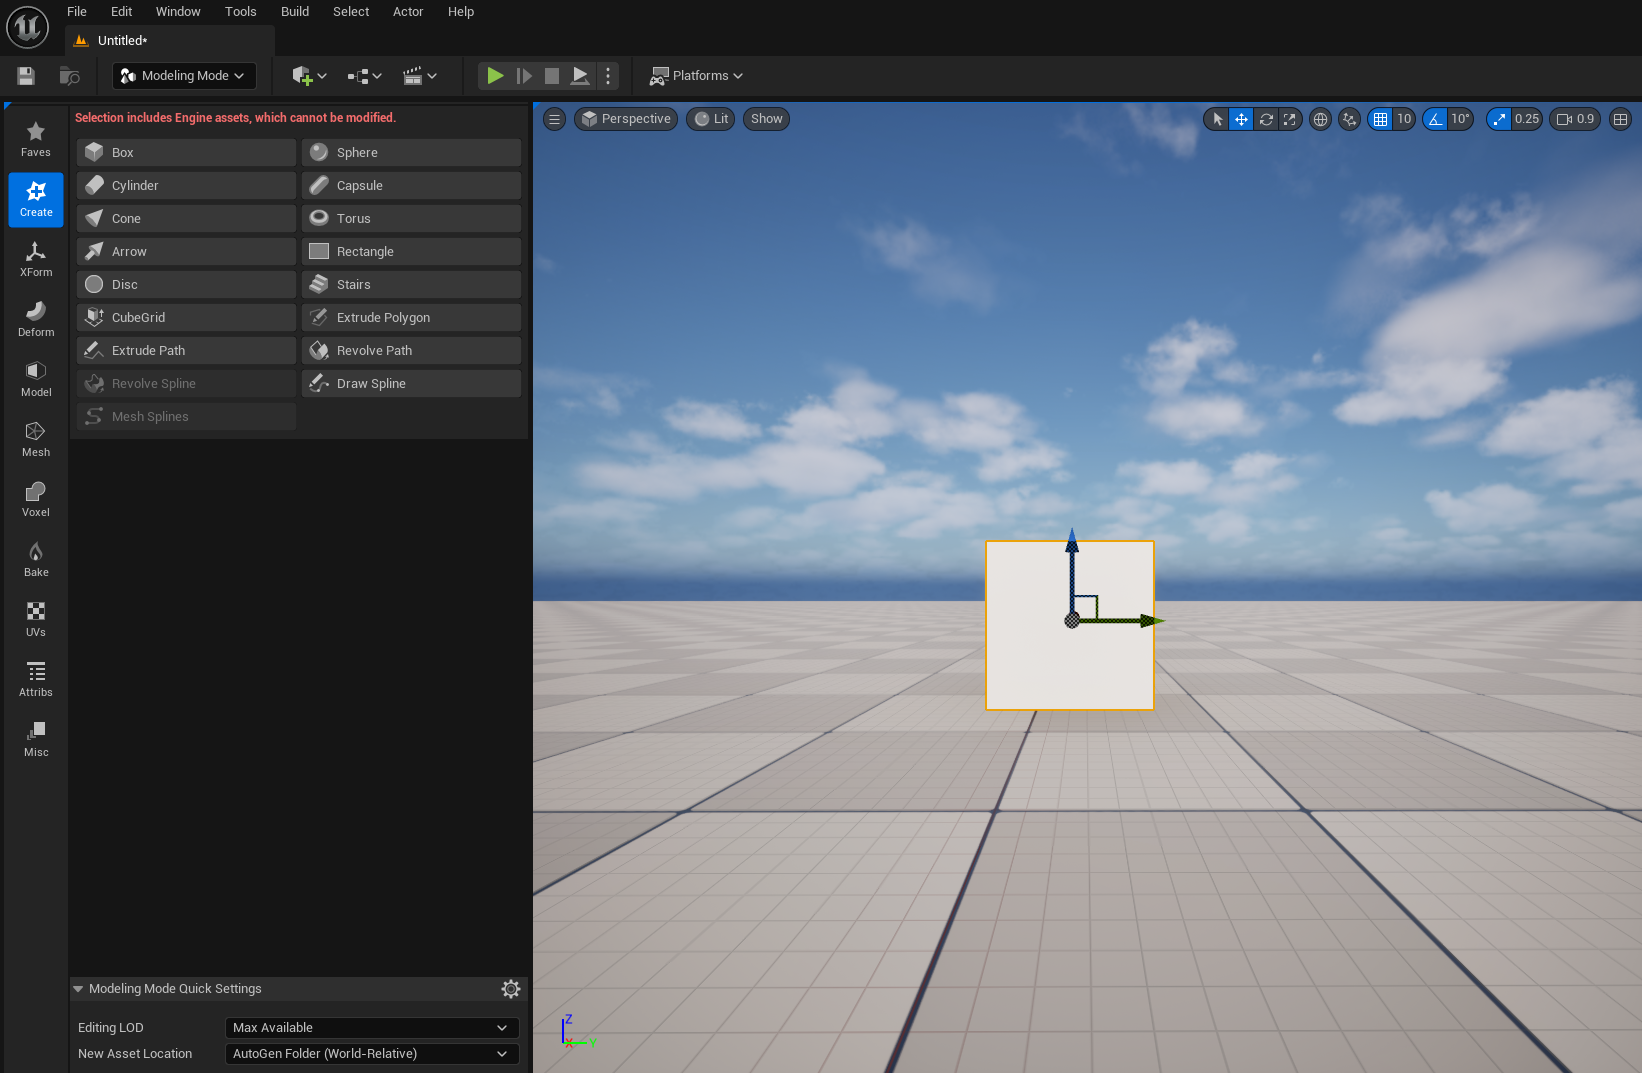 File Edit Window Tools Build Select Actor Help
Untitled*
Modeling Mode Platforms
Selection includes Engine assets, which cannot be modified.
Perspective Lit Show 10 10° 0.25 0.9
Faves
Create
XForm
Deform
Model
Mesh
Voxel
Bake
UVs
Attribs
Misc
Box Sphere
Cylinder Capsule
Cone Torus
Arrow Rectangle
Disc Stairs
CubeGrid Extrude Polygon
Extrude Path Revolve Path
Revolve Spline Draw Spline
Mesh Splines
Modeling Mode Quick Settings
Editing LOD Max Available
New Asset Location AutoGen Folder (World-Relative)
Z
X Y